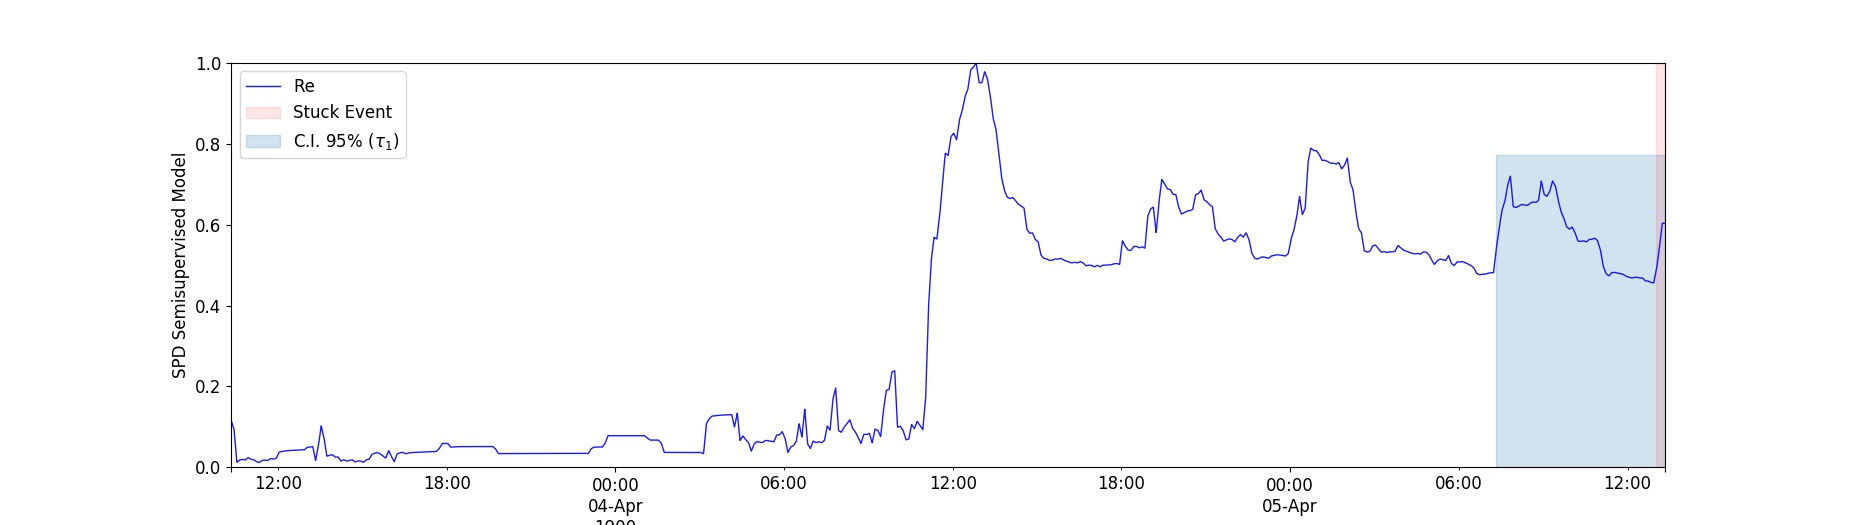 1.0
0.8
0.6
0.4
0.2
0.0
SPD Semisupervised Model
Re
Stuck Event
C.I. 95% (τ₁)
12:00 18:00 00:00 06:00 12:00 18:00 00:00 06:00 12:00
04-Apr 05-Apr
1900